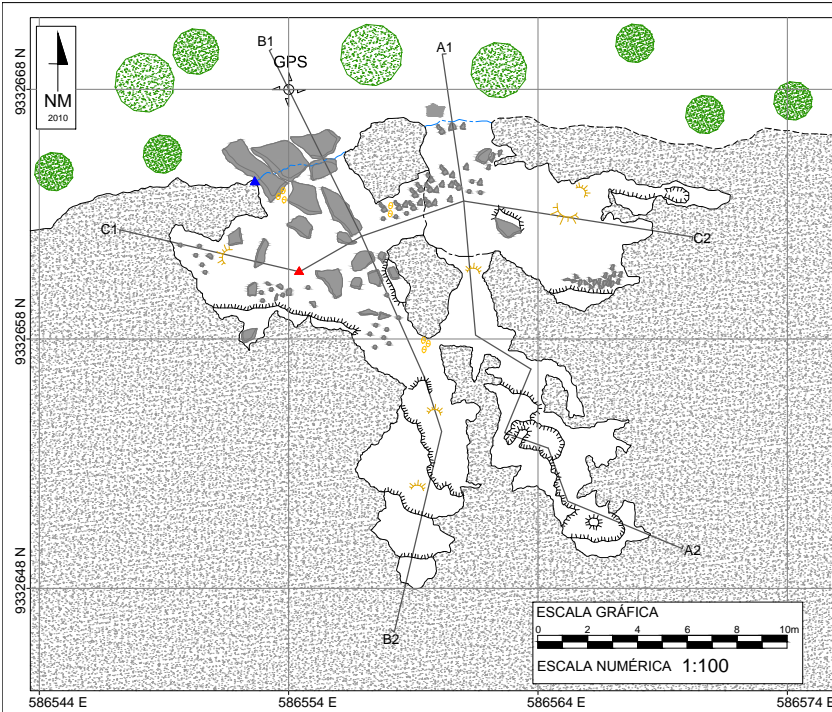 B1
A1
GPS
NM
2010
9332668 N
C1
C2
9332658 N
A2
9332648 N
B2
ESCALA GRÁFICA
0 2 4 6 8 10m
ESCALA NUMÉRICA 1:100
586544 E 586554 E 586564 E 586574 E